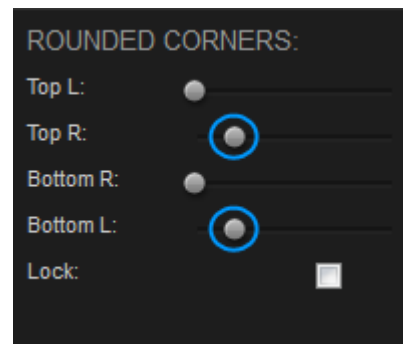 ROUNDED CORNERS:
Top L:
Top R:
Bottom R:
Bottom L:
Lock: